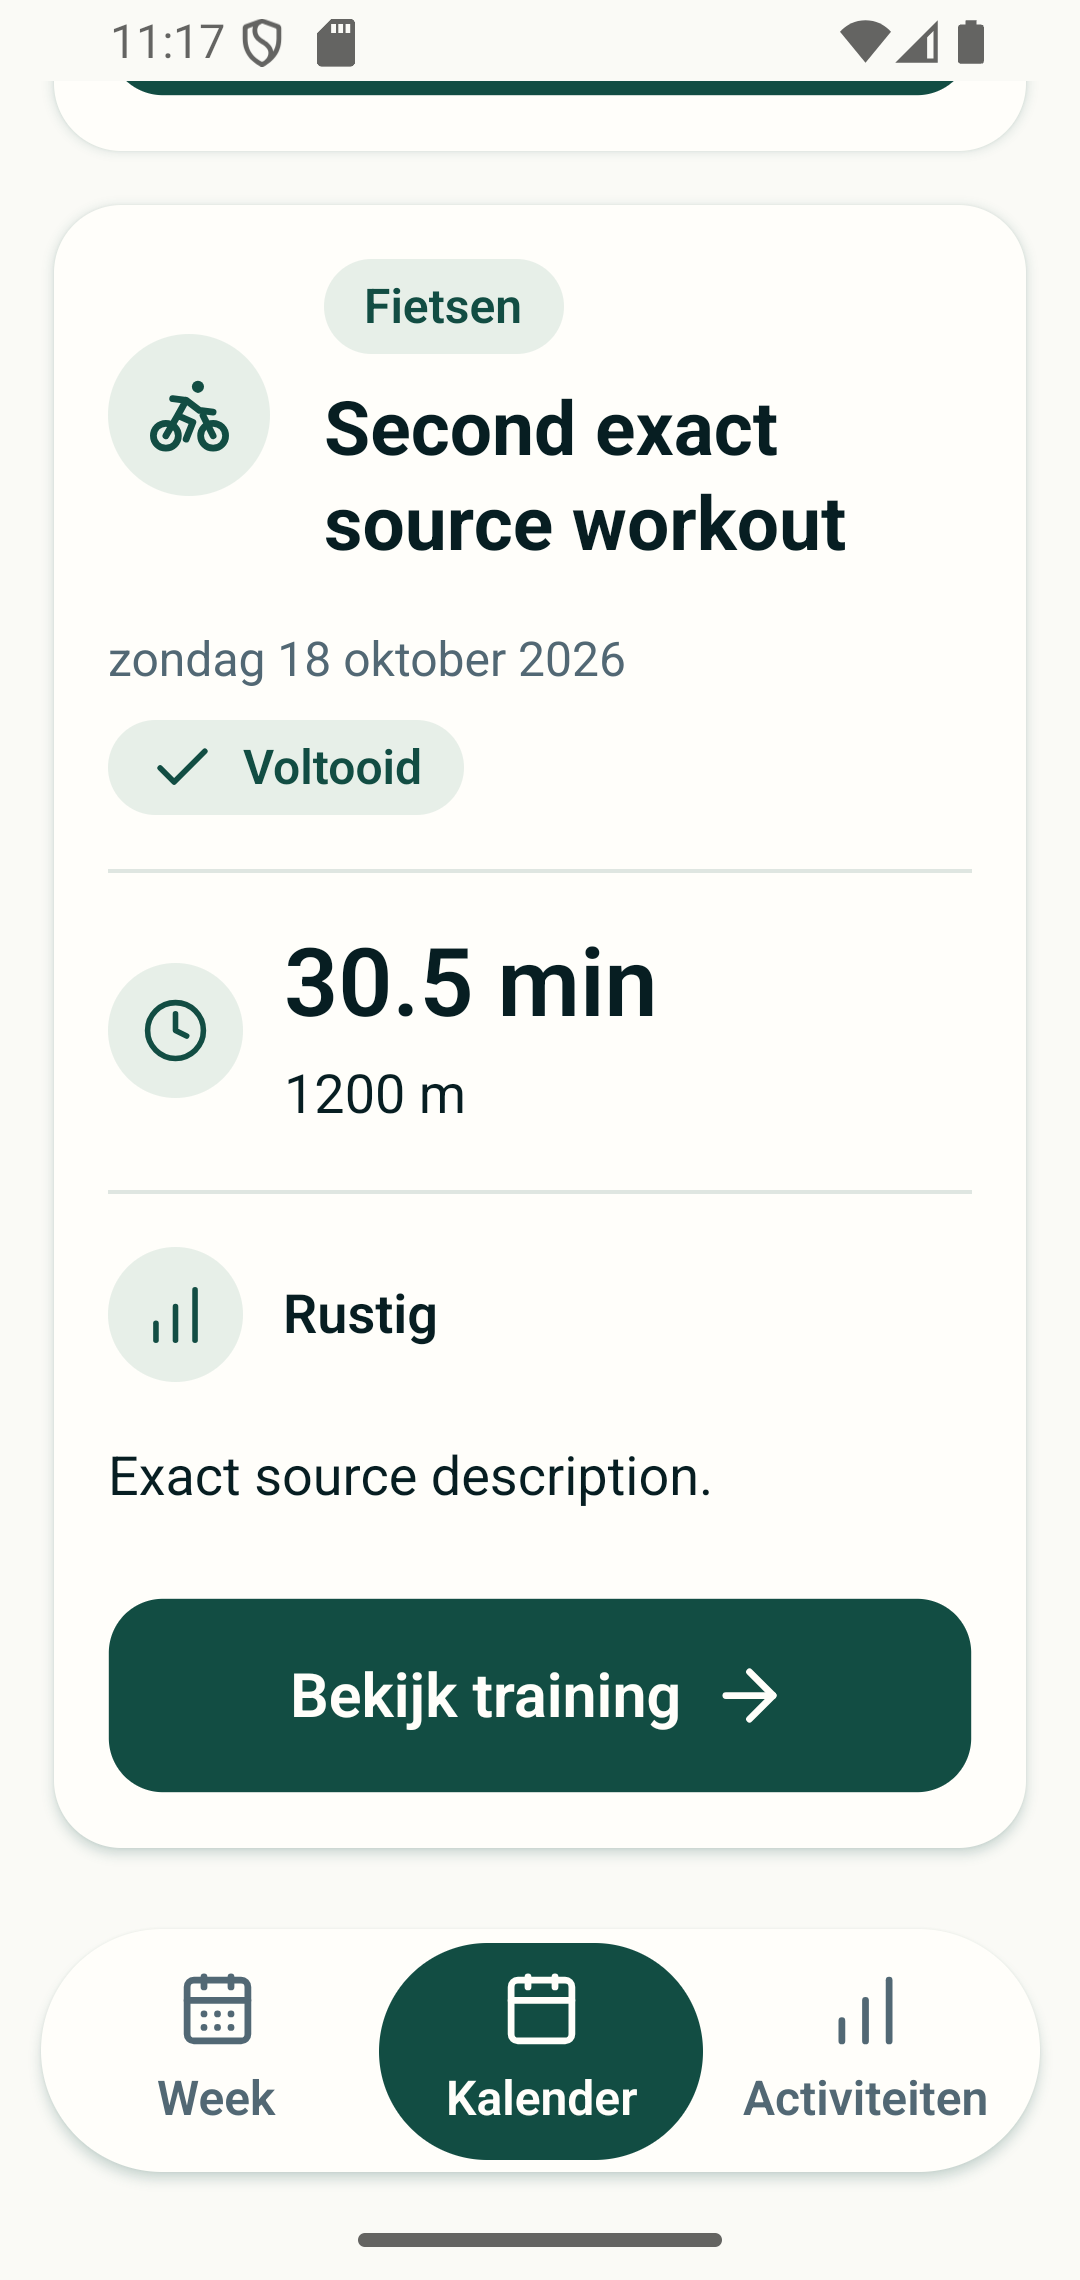 11:17
Fietsen
Second exact
source workout
zondag 18 oktober 2026
Voltooid
30.5 min
1200 m
Rustig
Exact source description.
Bekijk training
Week
Kalender
Activiteiten